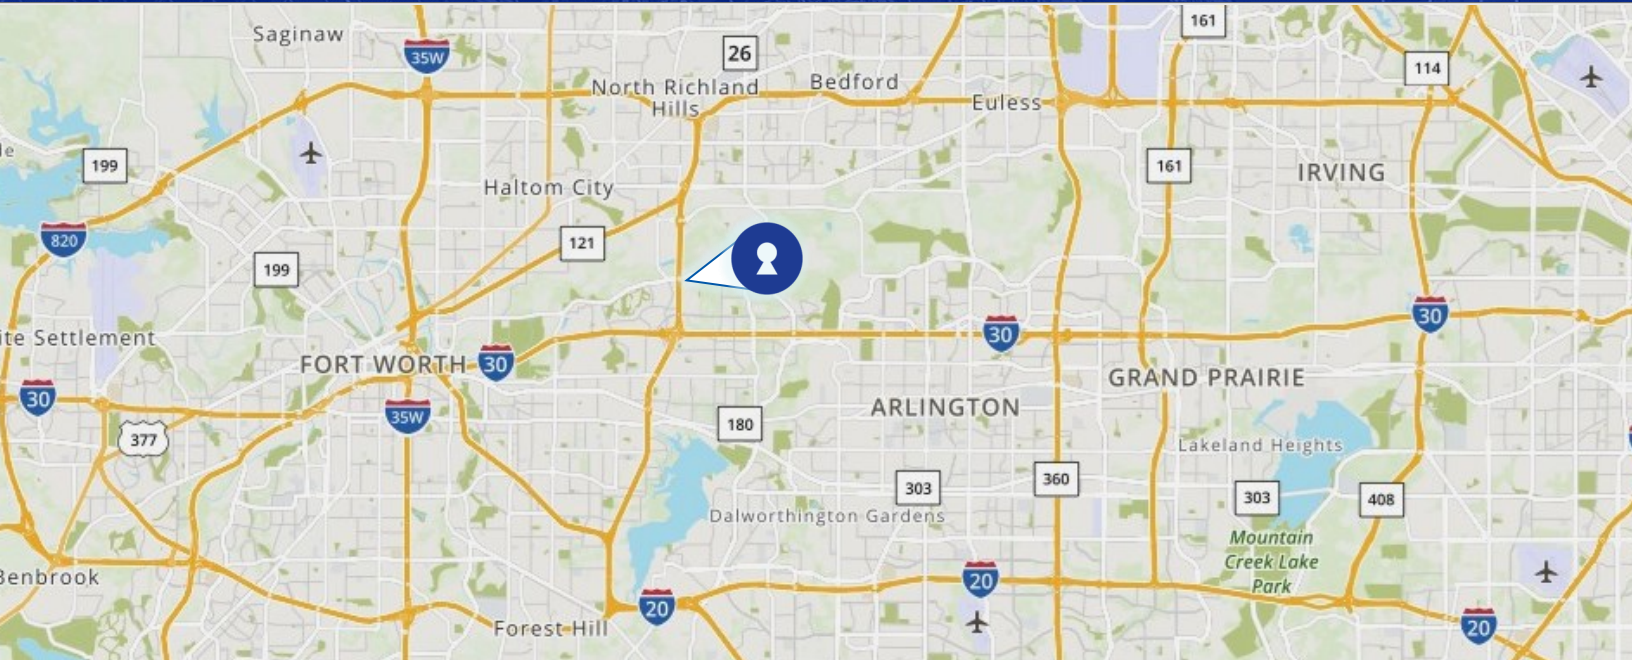 161
Saginaw
35W
26
114
North Richland
Hills
Bedford
Euless
199
161
IRVING
Haltom City
820
121
199
30
30
ite Settlement
FORT WORTH
30
GRAND PRAIRIE
30
ARLINGTON
35W
180
377
Lakeland Heights
360
303
303
408
Dalworthington Gardens
Mountain
Creek Lake
Park
Benbrook
20
20
Forest Hill
20